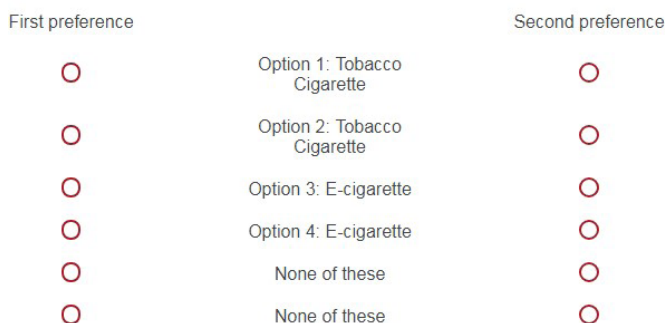 First preference
Second preference
Option 1: Tobacco
Cigarette
Option 2: Tobacco
Cigarette
Option 3: E-cigarette
Option 4: E-cigarette
None of these
None of these